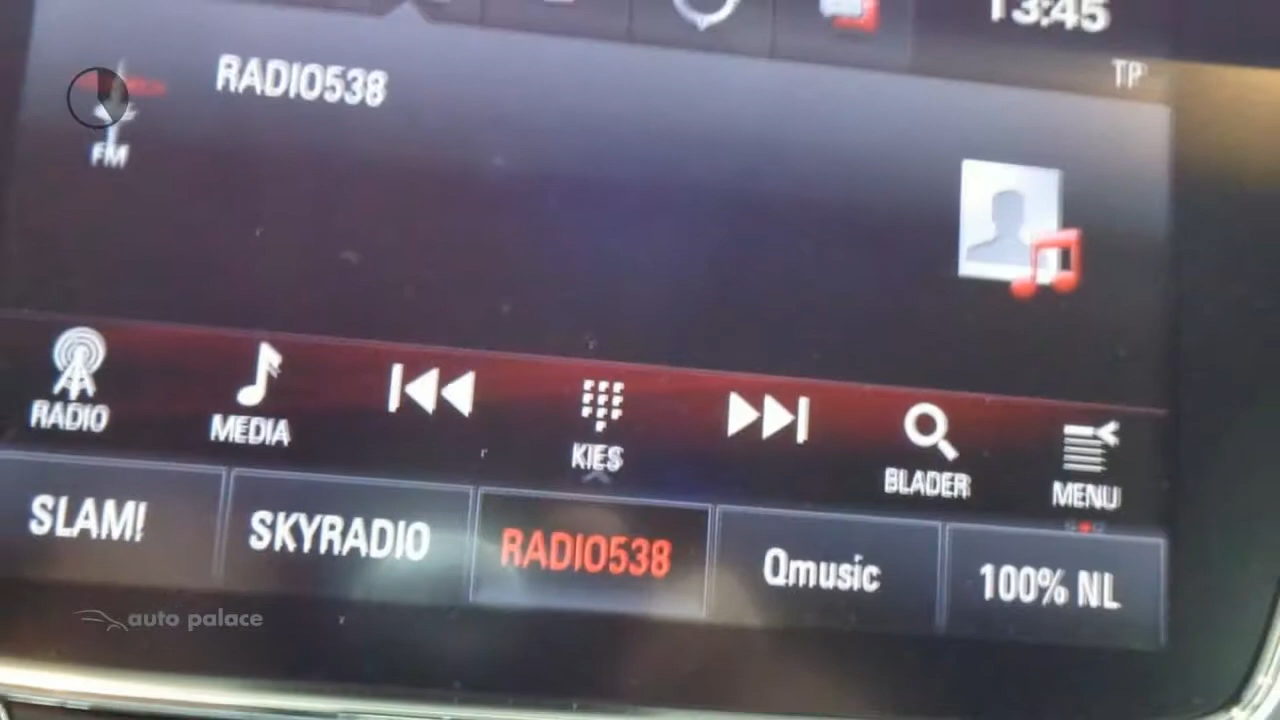 13:45
TP
RADIO538
FM
RADIO
MEDIA
KIES
BLADER
MENU
SLAM!
SKYRADIO
RADIO538
Qmusic
100% NL
auto palace